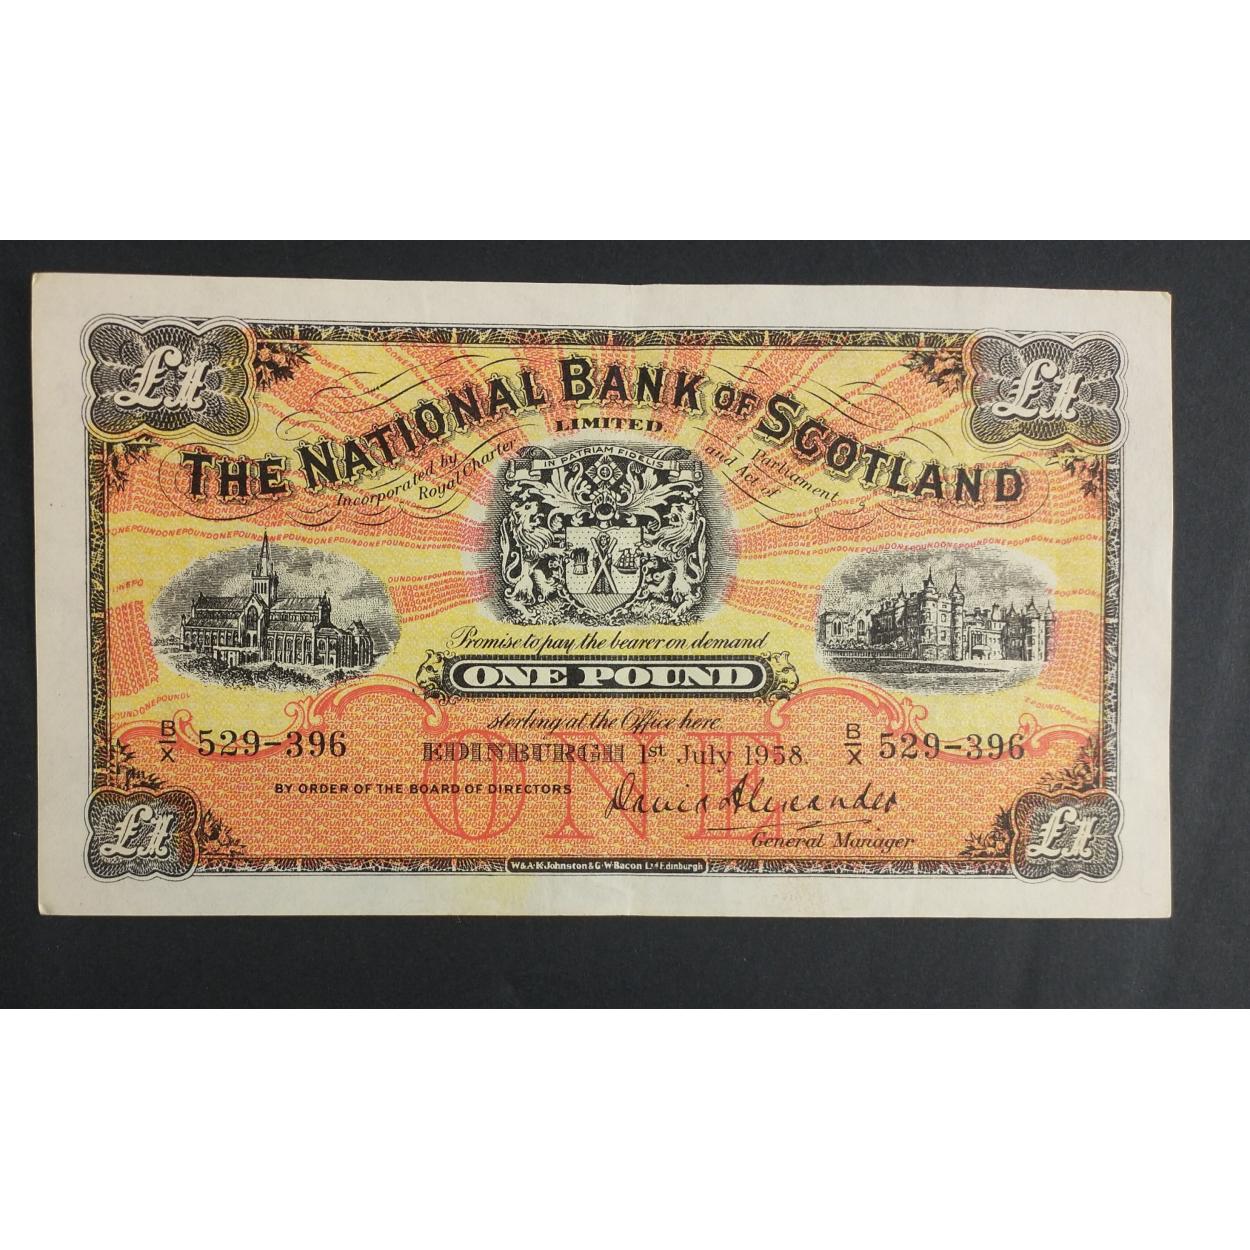 £1 £1
THE NATIONAL BANK OF SCOTLAND
LIMITED
Incorporated by Royal Charter
and Act of Parliament
IN PATRIAM FIDELIS
Promise to pay the bearer on demand
ONE POUND
sterling at the Office here
B/X 529-396 B/X 529-396
EDINBURGH 1st July 1958.
ONE
BY ORDER OF THE BOARD OF DIRECTORS
David Alexander
General Manager
£1 £1
W & A·K·Johnston & G·W·Bacon Ltd Edinburgh